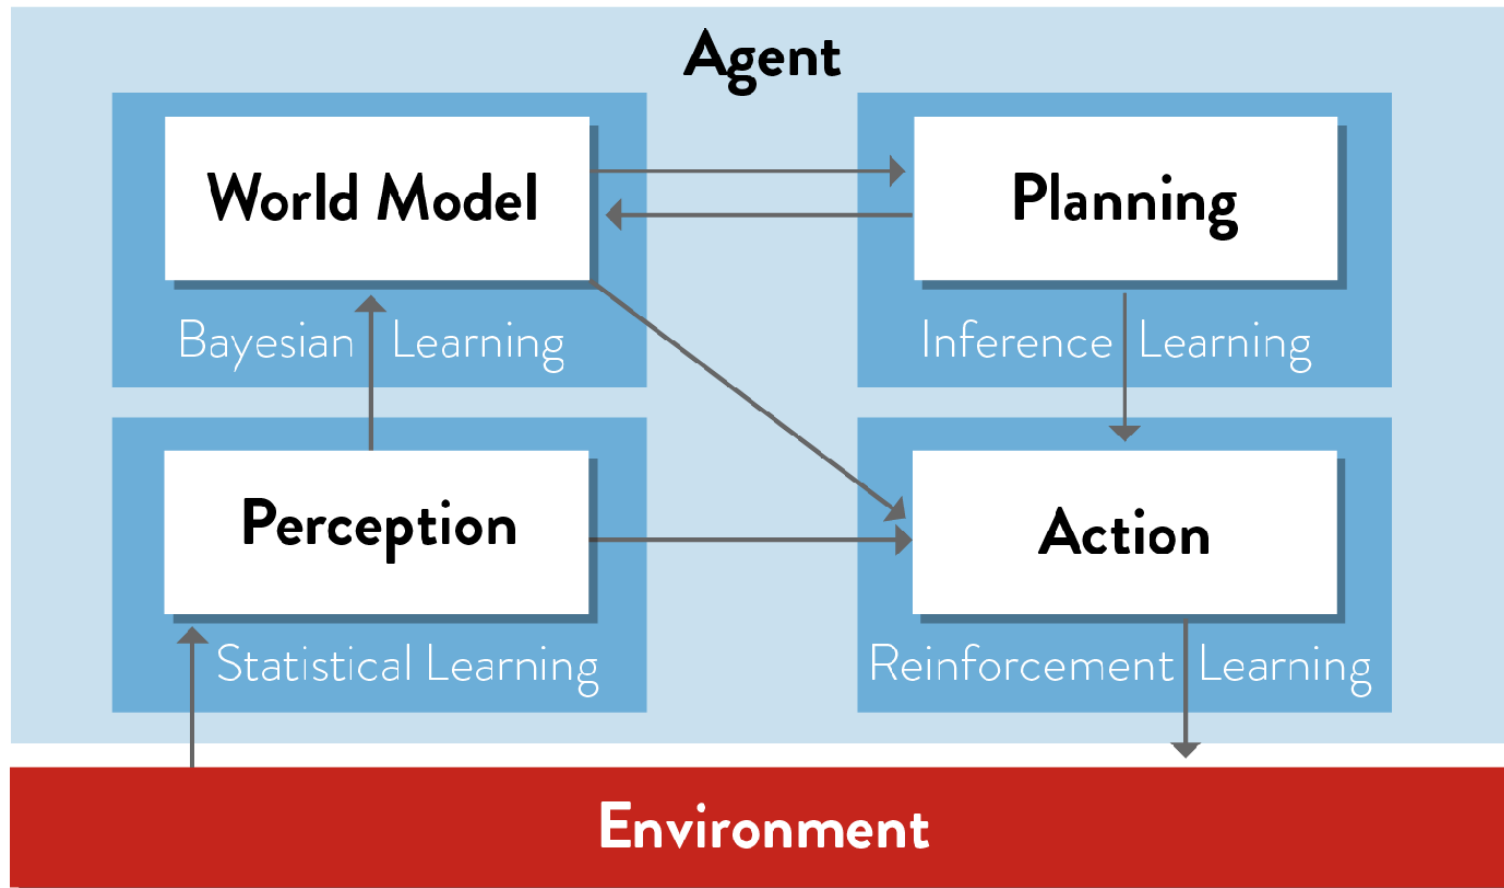 Agent
World Model
Planning
Bayesian Learning
Inference Learning
Perception
Action
Statistical Learning
Reinforcement Learning
Environment